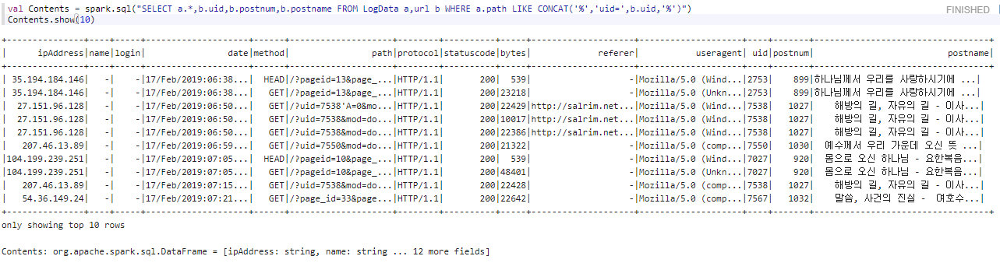 val Contents = spark.sql("SELECT a.*,b.uid,b.postnum,b.postname FROM LogData a,url b WHERE a.path LIKE CONCAT('%','uid=',b.uid,'%')")
FINISHED
Contents.show(10)
+---------------+----+-----+--------------------+------+--------------------+--------+----------+-----+--------------------+--------------------+----+-------+---------------------------+
|      ipAddress|name|login|                date|method|                path|protocol|statuscode|bytes|             referer|           useragent| uid|postnum|                   postname|
+---------------+----+-----+--------------------+------+--------------------+--------+----------+-----+--------------------+--------------------+----+-------+---------------------------+
| 35.194.184.146|   -|    -|17/Feb/2019:06:38...|  HEAD|/?pageid=13&page_...|HTTP/1.1|       200|  539|                   -|Mozilla/5.0 (Wind...|2753|    899|하나님께서 우리를 사랑하시기에 ...|
| 35.194.184.146|   -|    -|17/Feb/2019:06:38...|   GET|/?pageid=13&page_...|HTTP/1.1|       200|23218|                   -|Mozilla/5.0 (Unkn...|2753|    899|하나님께서 우리를 사랑하시기에 ...|
|  27.151.96.128|   -|    -|17/Feb/2019:06:50...|   GET|/?uid=7538'A=0&mo...|HTTP/1.1|       200|22429|http://salrim.net...|Mozilla/5.0 (Wind...|7538|   1027|    해방의 길, 자유의 길 - 이사...|
|  27.151.96.128|   -|    -|17/Feb/2019:06:50...|   GET|/?uid=7538&mod=do...|HTTP/1.1|       200|10017|http://salrim.net...|Mozilla/5.0 (Wind...|7538|   1027|    해방의 길, 자유의 길 - 이사...|
|  27.151.96.128|   -|    -|17/Feb/2019:06:50...|   GET|/?uid=7538&mod=do...|HTTP/1.1|       200|22386|http://salrim.net...|Mozilla/5.0 (Wind...|7538|   1027|    해방의 길, 자유의 길 - 이사...|
|   207.46.13.89|   -|    -|17/Feb/2019:06:59...|   GET|/?uid=7550&mod=do...|HTTP/1.1|       200|21322|                   -|Mozilla/5.0 (comp...|7550|   1030|  예수께서 우리 가운데 오신 뜻 ...|
|104.199.239.251|   -|    -|17/Feb/2019:07:05...|  HEAD|/?pageid=10&page_...|HTTP/1.1|       200|  539|                   -|Mozilla/5.0 (Wind...|7027|    920|  몸으로 오신 하나님 - 요한복음...|
|104.199.239.251|   -|    -|17/Feb/2019:07:05...|   GET|/?pageid=10&page_...|HTTP/1.1|       200|48401|                   -|Mozilla/5.0 (Unkn...|7027|    920|  몸으로 오신 하나님 - 요한복음...|
|   207.46.13.89|   -|    -|17/Feb/2019:07:15...|   GET|/?uid=7538&mod=do...|HTTP/1.1|       200|22428|                   -|Mozilla/5.0 (comp...|7538|   1027|    해방의 길, 자유의 길 - 이사...|
|   54.36.149.24|   -|    -|17/Feb/2019:07:21...|   GET|/?page_id=33&page...|HTTP/1.1|       200|22642|                   -|Mozilla/5.0 (comp...|7567|   1032|    말씀, 사건의 진실 -  여호수...|
+---------------+----+-----+--------------------+------+--------------------+--------+----------+-----+--------------------+--------------------+----+-------+---------------------------+
only showing top 10 rows
Contents: org.apache.spark.sql.DataFrame = [ipAddress: string, name: string ... 12 more fields]